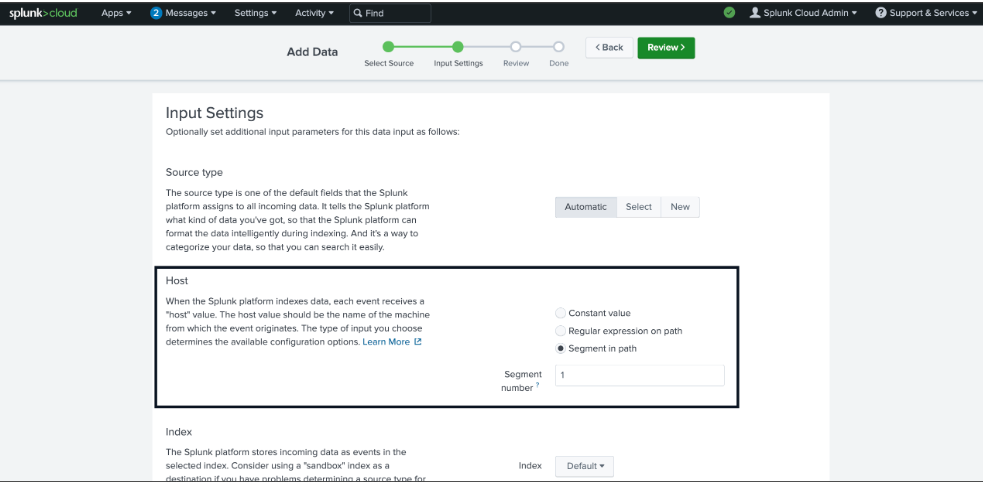 splunk>cloud Apps ▾ 2 Messages ▾ Settings ▾ Activity ▾ Find Splunk Cloud Admin ▾ Support & Services ▾
Add Data
Select Source Input Settings Review Done
< Back Review >
Input Settings
Optionally set additional input parameters for this data input as follows:
Source type
The source type is one of the default fields that the Splunk
platform assigns to all incoming data. It tells the Splunk platform
what kind of data you've got, so that the Splunk platform can
format the data intelligently during indexing. And it's a way to
categorize your data, so that you can search it easily.
Automatic Select New
Host
When the Splunk platform indexes data, each event receives a
"host" value. The host value should be the name of the machine
from which the event originates. The type of input you choose
determines the available configuration options. Learn More
Constant value
Regular expression on path
Segment in path
Segment
number ?
1
Index
The Splunk platform stores incoming data as events in the
selected index. Consider using a "sandbox" index as a
destination if you have problems determining a source type for
Index Default ▾